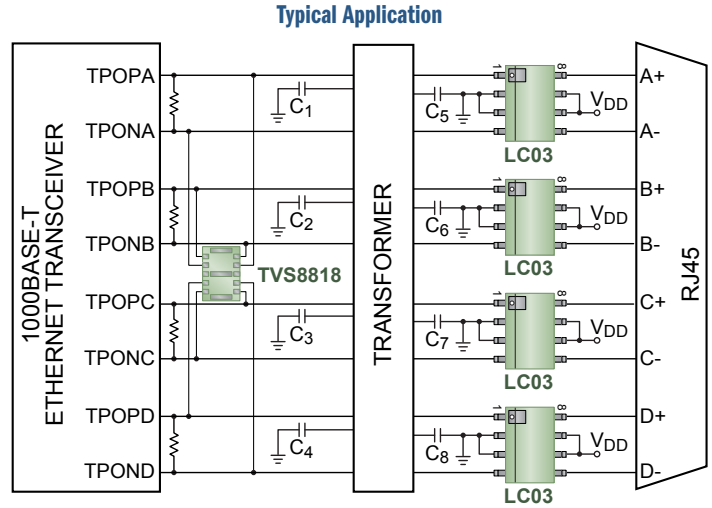 Typical Application
1000BASE-T
ETHERNET TRANSCEIVER
TPOPA
TPONA
TPOPB
TPONB
TPOPC
TPONC
TPOPD
TPOND
C1
C2
C3
C4
TVS8818
TRANSFORMER
C5
1
8
VDD
LC03
C6
1
8
VDD
LC03
C7
1
8
VDD
LC03
C8
1
8
VDD
LC03
A+
A-
B+
B-
C+
C-
D+
D-
RJ45